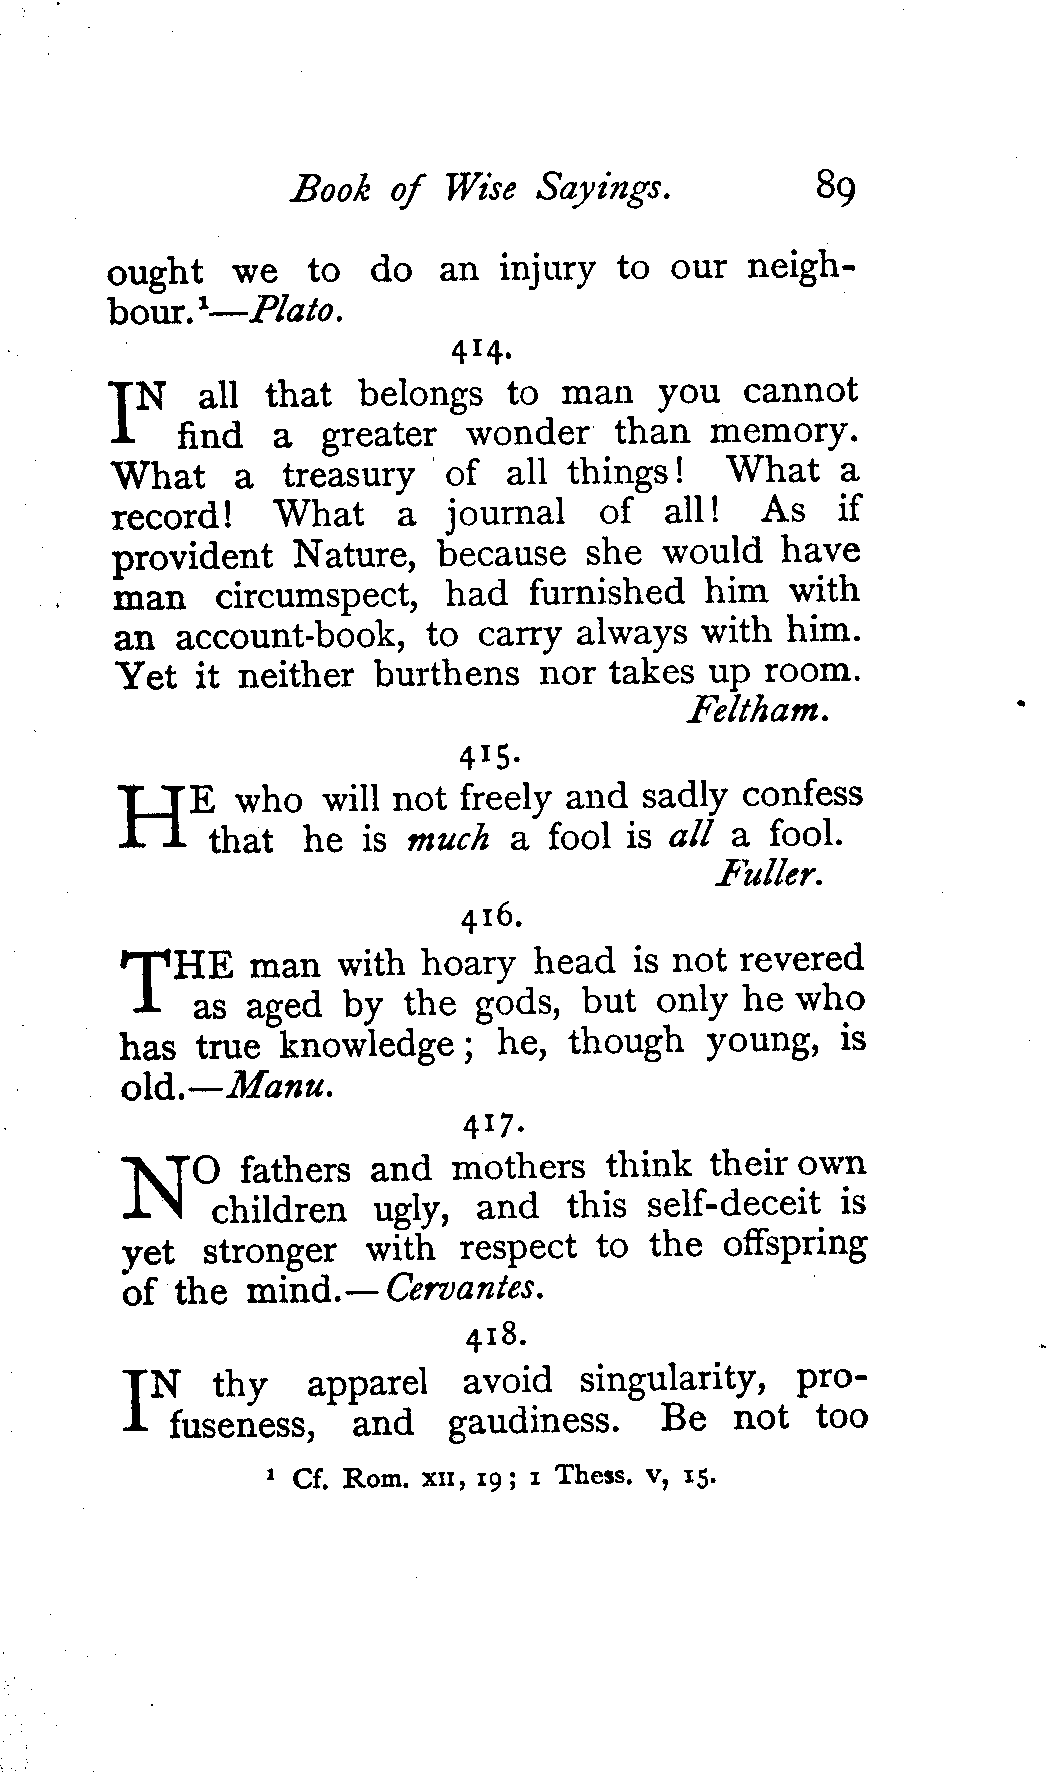 Book of Wise Sayings. 89
ought we to do an injury to our neigh-
bour.¹—Plato.
414.
IN all that belongs to man you cannot
find a greater wonder than memory.
What a treasury of all things! What a
record! What a journal of all! As if
provident Nature, because she would have
man circumspect, had furnished him with
an account-book, to carry always with him.
Yet it neither burthens nor takes up room.
Feltham.
415.
HE who will not freely and sadly confess
that he is much a fool is all a fool.
Fuller.
416.
THE man with hoary head is not revered
as aged by the gods, but only he who
has true knowledge; he, though young, is
old.—Manu.
417.
NO fathers and mothers think their own
children ugly, and this self-deceit is
yet stronger with respect to the offspring
of the mind.—Cervantes.
418.
IN thy apparel avoid singularity, pro-
fuseness, and gaudiness. Be not too
¹ Cf. Rom. XII, 19; 1 Thess. v, 15.